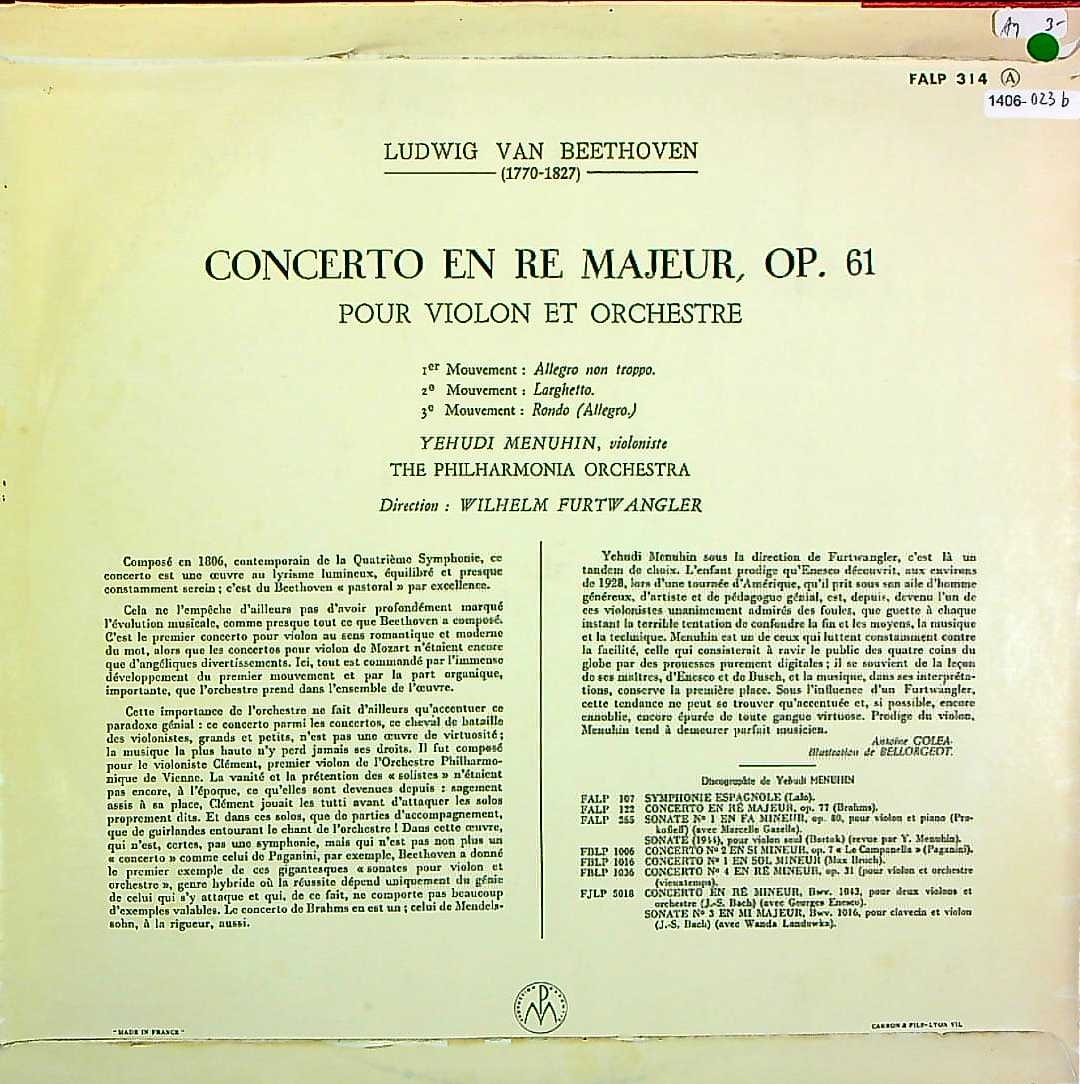 A7 3-
FALP 314 Ⓐ
1406-023 b
LUDWIG VAN BEETHOVEN
(1770-1827)
CONCERTO EN RE MAJEUR, OP. 61
POUR VIOLON ET ORCHESTRE
1er Mouvement : Allegro non troppo.
2e Mouvement : Larghetto.
3e Mouvement : Rondo (Allegro.)
YEHUDI MENUHIN, violoniste
THE PHILHARMONIA ORCHESTRA
Direction : WILHELM FURTWANGLER
Composé en 1806, contemporain de la Quatrième Symphonie, ce
concerto est une œuvre au lyrisme lumineux, équilibré et presque
constamment serein ; c'est du Beethoven « pastoral » par excellence.
Cela ne l'empêche d'ailleurs pas d'avoir profondément marqué
l'évolution musicale, comme presque tout ce que Beethoven a composé.
C'est le premier concerto pour violon au sens romantique et moderne
du mot, alors que les concertos pour violon de Mozart n'étaient encore
que d'angéliques divertissements. Ici, tout est commandé par l'immense
développement du premier mouvement et par la part organique,
importante, que l'orchestre prend dans l'ensemble de l'œuvre.
Cette importance de l'orchestre ne fait d'ailleurs qu'accentuer ce
paradoxe génial : ce concerto parmi les concertos, ce cheval de bataille
des violonistes, grands et petits, n'est pas une œuvre de virtuosité ;
la musique la plus haute n'y perd jamais ses droits. Il fut composé
pour le violoniste Clément, premier violon de l'Orchestre Philharmo-
nique de Vienne. La vanité et la prétention des « solistes » n'étaient
pas encore, à l'époque, ce qu'elles sont devenues depuis : sagement
assis à sa place, Clément jouait les tutti avant d'attaquer les solos
proprement dits. Et dans ces solos, que de parties d'accompagnement,
que de guirlandes entourant le chant de l'orchestre ! Dans cette œuvre,
qui n'est, certes, pas une symphonie, mais qui n'est pas non plus un
« concerto » comme celui de Paganini, par exemple, Beethoven a donné
le premier exemple de ces gigantesques « sonates pour violon et
orchestre », genre hybride où la réussite dépend uniquement du génie
de celui qui s'y attaque et qui, de ce fait, ne comporte pas beaucoup
d'exemples valables. Le concerto de Brahms en est un ; celui de Mendels-
sohn, à la rigueur, aussi.
Yehudi Menuhin sous la direction de Furtwangler, c'est là un
tandem de choix. L'enfant prodige qu'Enesco découvrit, aux environs
de 1928, lors d'une tournée d'Amérique, qu'il prit sous son aile d'homme
généreux, d'artiste et de pédagogue génial, est, depuis, devenu l'un de
ces violonistes unanimement admirés des foules, que guette à chaque
instant la terrible tentation de confondre la fin et les moyens, la musique
et la technique. Menuhin est un de ceux qui luttent constamment contre
la facilité, celle qui consisterait à ravir le public des quatre coins du
globe par des prouesses purement digitales ; il se souvient de la leçon
de ses maîtres, d'Enesco et de Busch, et la musique, dans ses interpréta-
tions, conserve la première place. Sous l'influence d'un Furtwängler,
cette tendance ne peut se trouver qu'accentuée et, si possible, encore
ennoblie, encore épurée de toute gangue virtuose. Prodige du violon,
Menuhin tend à demeurer parfait musicien.
Antoine GOLEA.
Illustration de BELLORGEOT.
Discographie de Yehudi MENUHIN
FALP 107 SYMPHONIE ESPAGNOLE (Lalo).
FALP 122 CONCERTO EN RÉ MAJEUR, op. 77 (Brahms).
FALP 255 SONATE N° 1 EN FA MINEUR, op. 80, pour violon et piano (Pro-
kofieff) (avec Marcelle Gazelle).
SONATE (1944), pour violon seul (Bartok) (revue par Y. Menuhin).
FBLP 1006 CONCERTO N° 2 EN SI MINEUR, op. 7 « Le Campanella » (Paganini).
FBLP 1016 CONCERTO N° 1 EN SOL MINEUR (Max Bruch).
FBLP 1036 CONCERTO N° 4 EN RÉ MINEUR, op. 31 (pour violon et orchestre
(vieuxtemps).
FJLP 5018 CONCERTO EN RÉ MINEUR, Bwv. 1043, pour deux violons et
orchestre (J.-S. Bach) (avec Georges Enesco).
SONATE N° 3 EN MI MAJEUR, Bwv. 1016, pour clavecin et violon
(J.-S. Bach) (avec Wanda Landowka).
"MADE IN FRANCE"